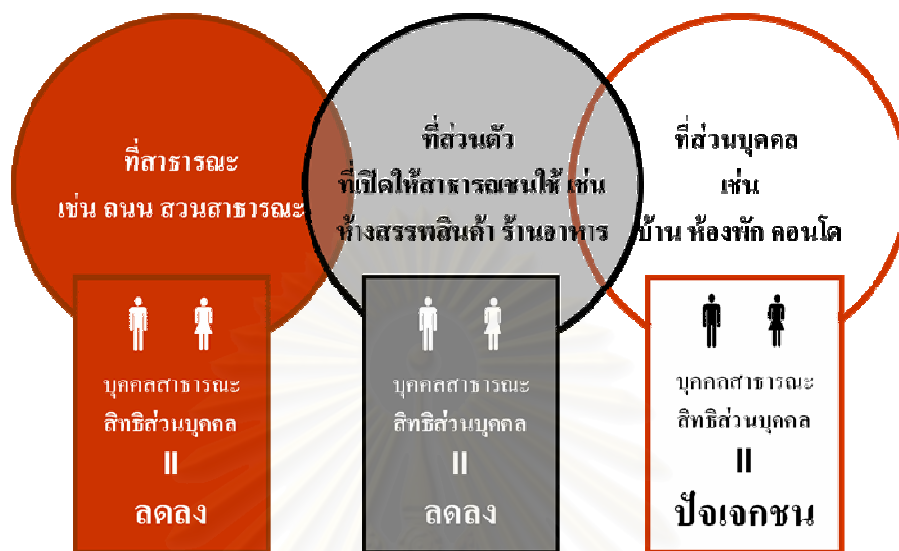 ที่สาธารณะ
เช่น ถนน สวนสาธารณะ
ที่ส่วนตัว
ที่เปิดให้สาธารณชนใช้ เช่น
ห้างสรรพสินค้า ร้านอาหาร
ที่ส่วนบุคคล
เช่น
บ้าน ห้องพัก คอนโด
บุคคลสาธารณะ
สิทธิส่วนบุคคล
=
ลดลง
บุคคลสาธารณะ
สิทธิส่วนบุคคล
=
ลดลง
บุคคลสาธารณะ
สิทธิส่วนบุคคล
=
ปัจเจกชน